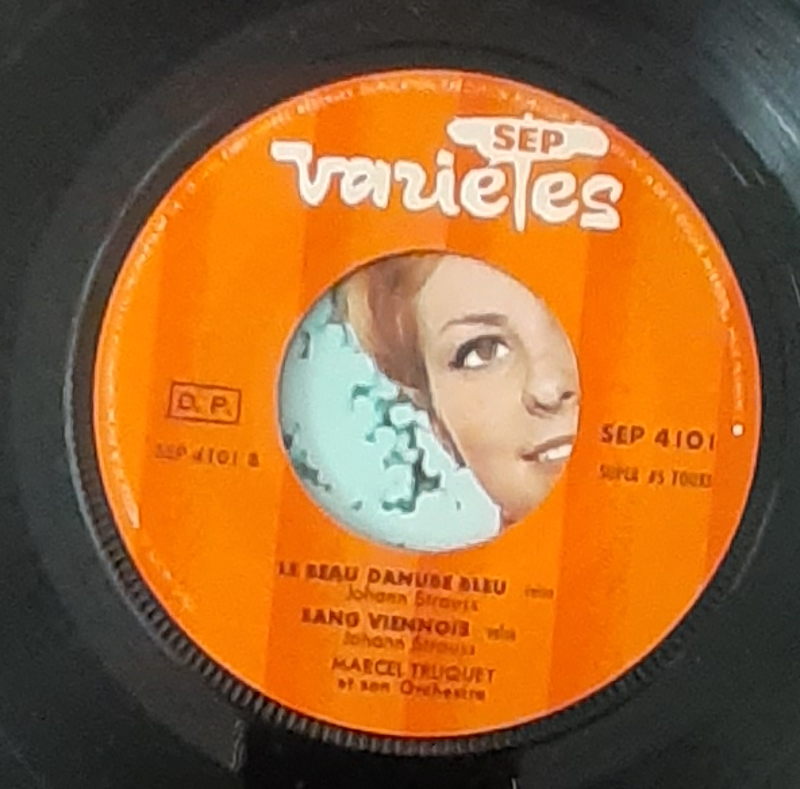 SEP
variétés
D. P.
SEP 4101 B
SEP 4101
SUPER 45 TOURS
LE BEAU DANUBE BLEU valse
Johann Strauss
SANG VIENNOIS valse
Johann Strauss
MARCEL TRUQUET
et son Orchestre